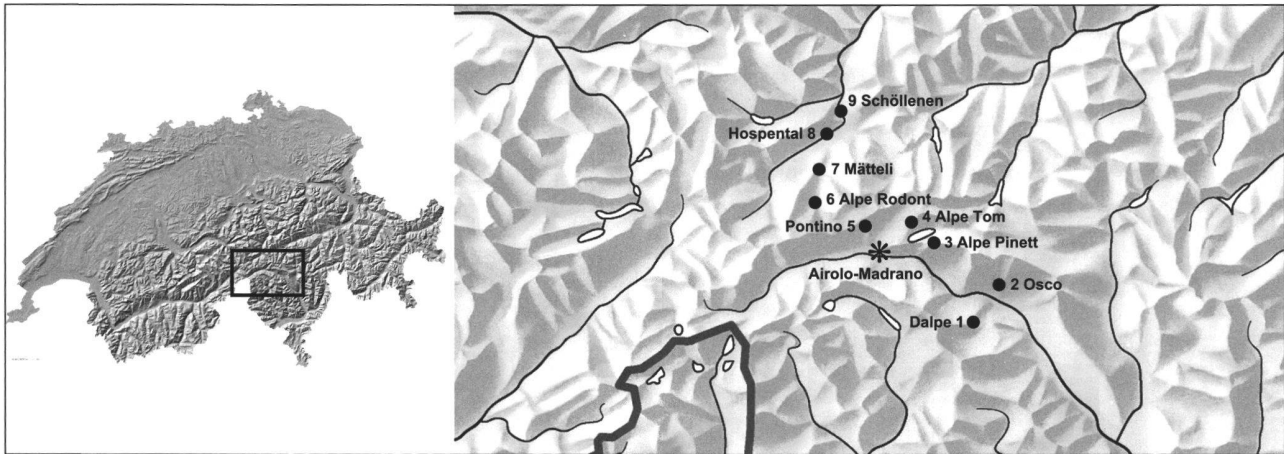 9 Schöllenen
Hospental 8
7 Mätteli
6 Alpe Rodont
Pontino 5
4 Alpe Tom
3 Alpe Pinett
Airolo-Madrano
2 Osco
Dalpe 1